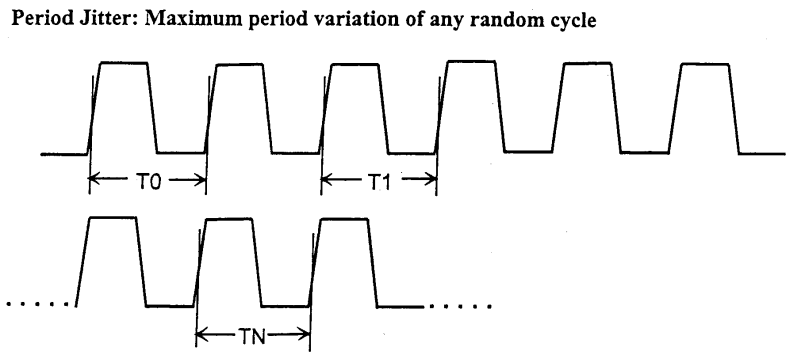 Period Jitter: Maximum period variation of any random cycle
T0
T1
TN